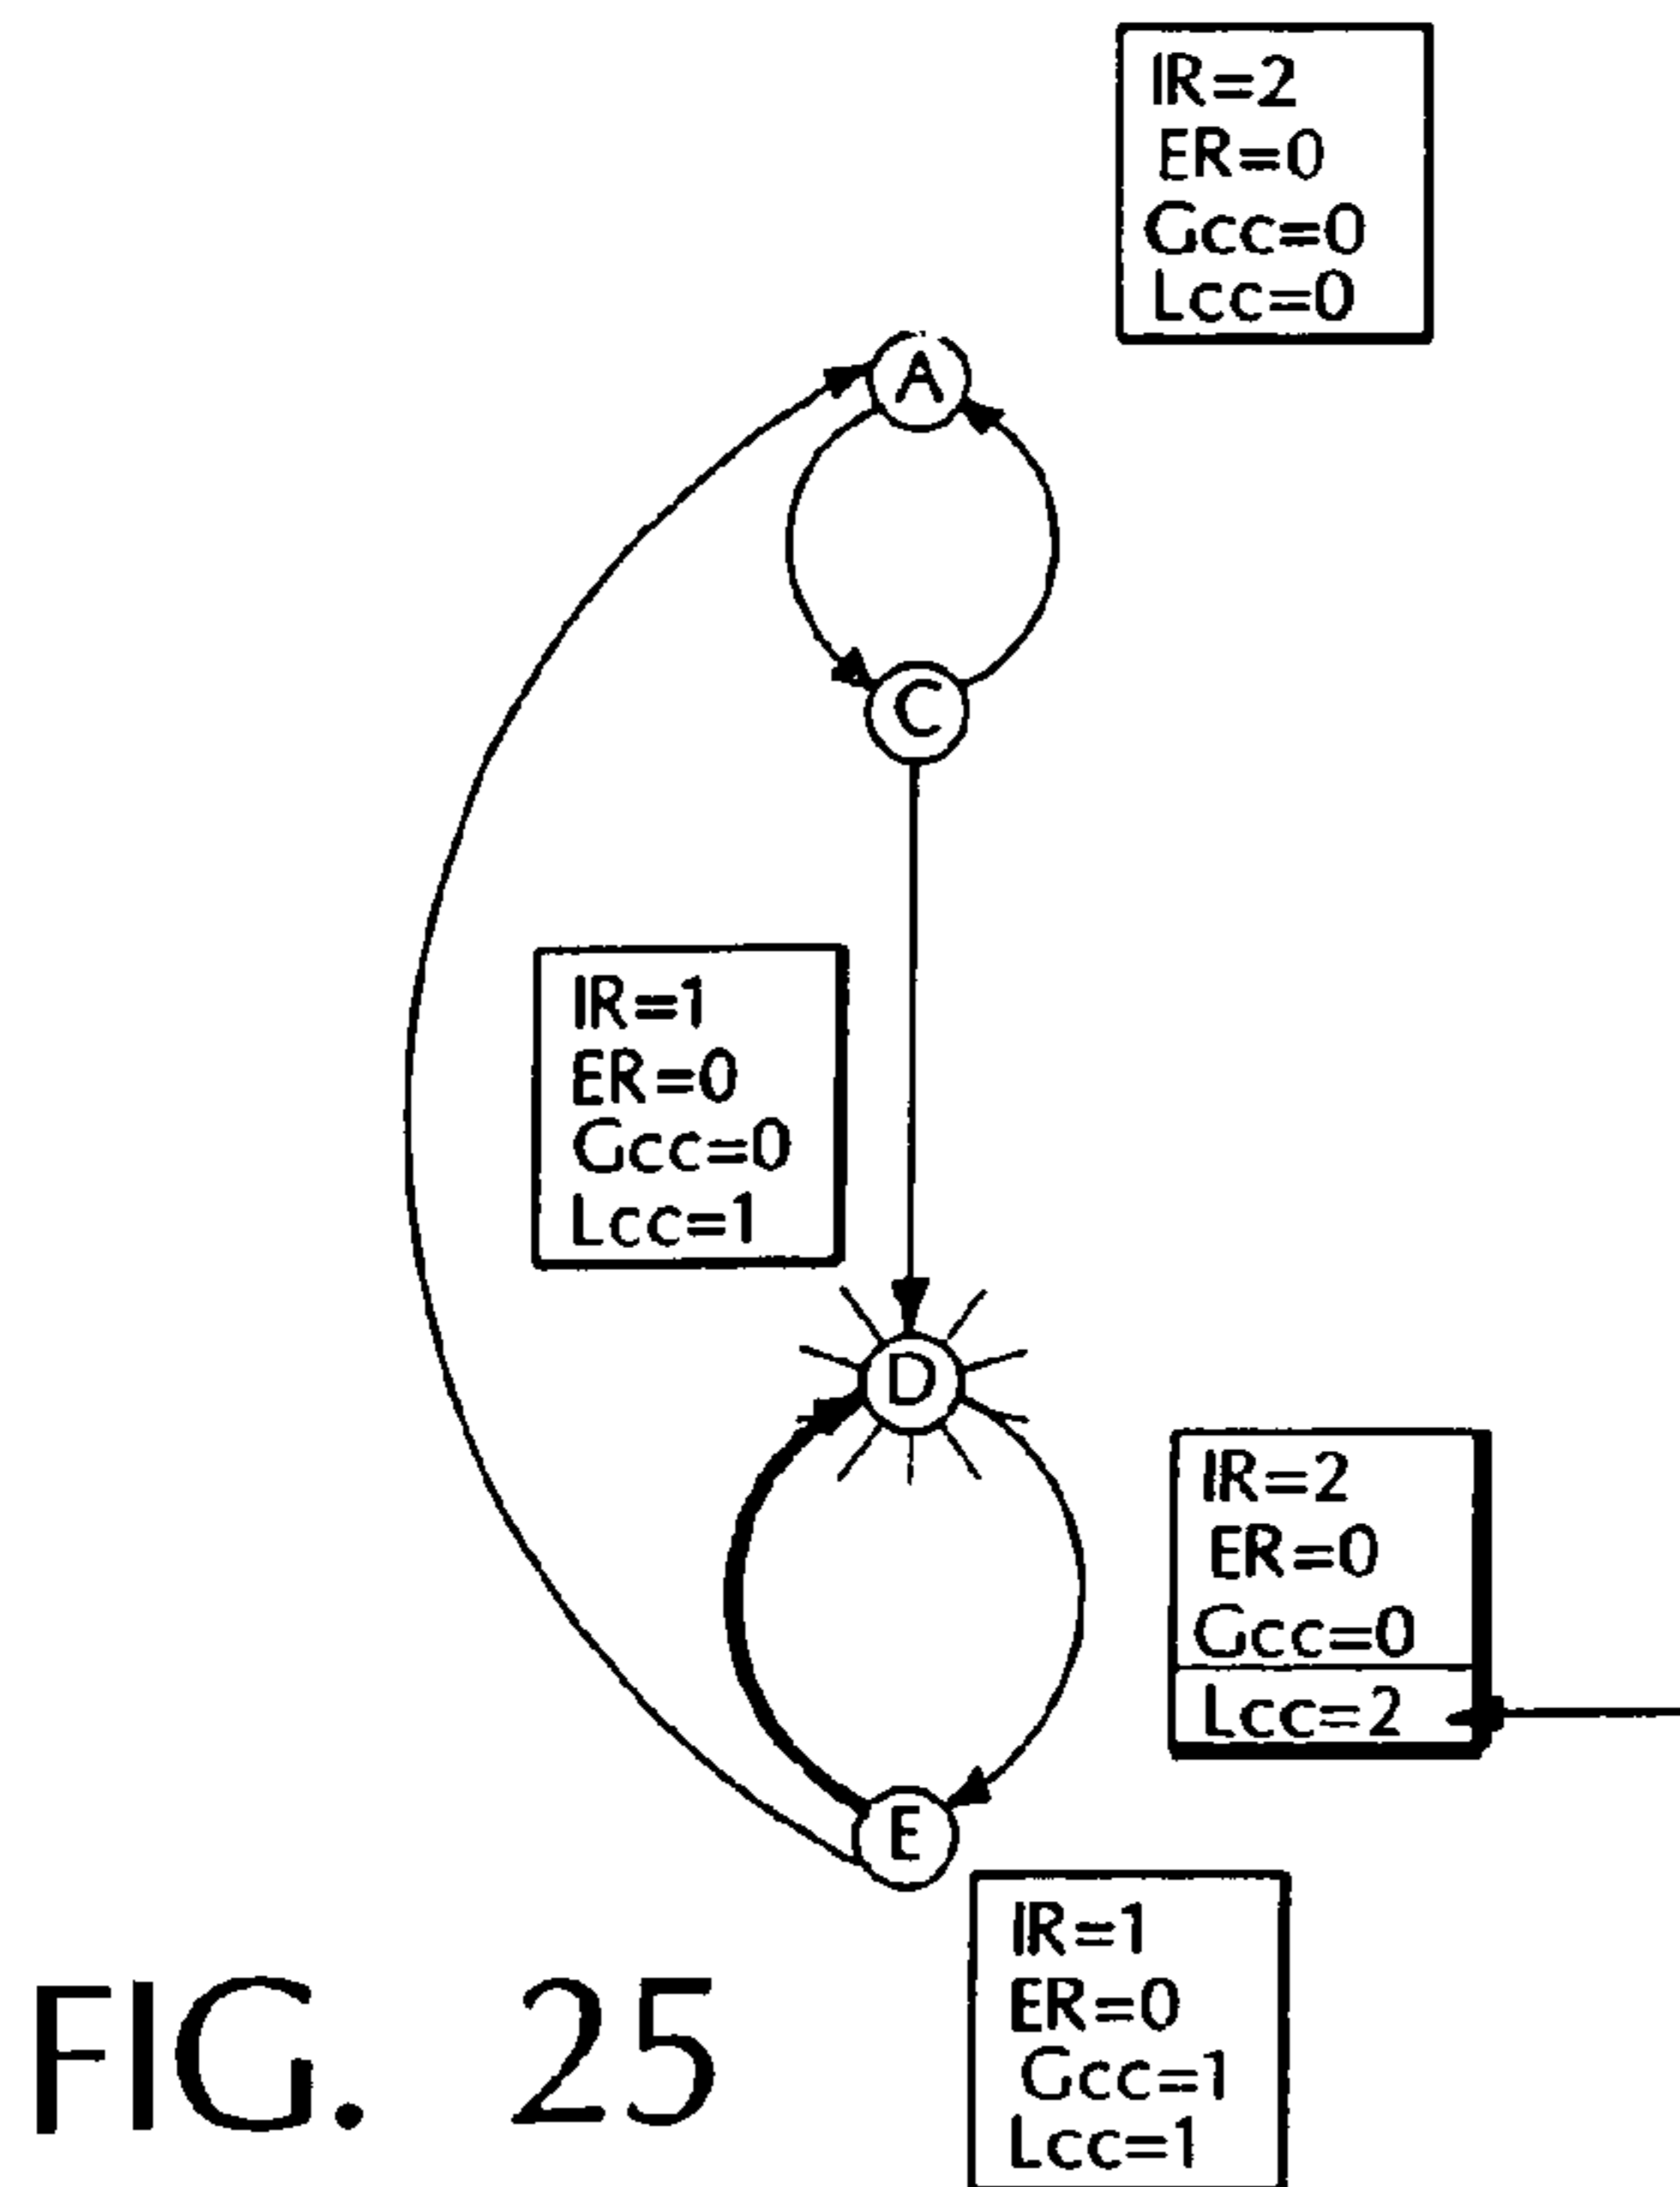 IR=2
ER=0
Gcc=0
Lcc=0
A
C
IR=1
ER=0
Gcc=0
Lcc=1
D
IR=2
ER=0
Gcc=0
Lcc=2
E
IR=1
ER=0
Gcc=1
Lcc=1
FIG. 25